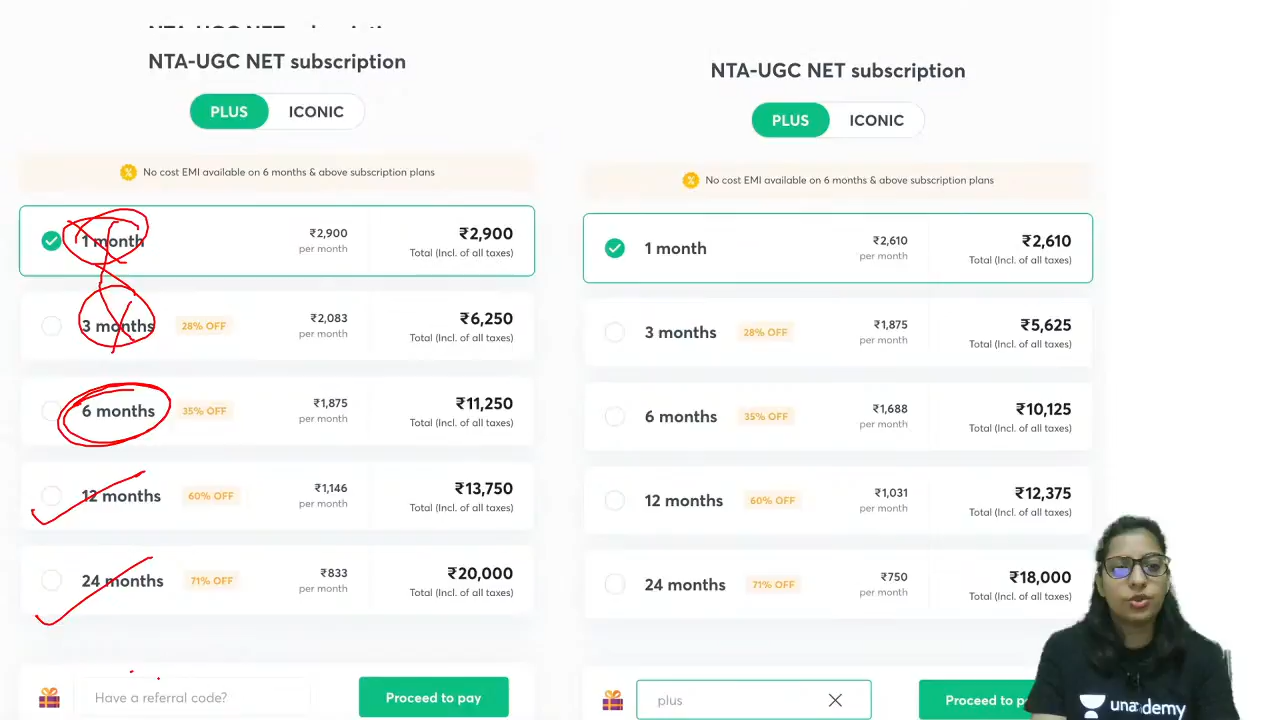 NTA-UGC NET subscription
PLUS ICONIC
No cost EMI available on 6 months & above subscription plans
1 month ₹2,900 per month ₹2,900 Total (Incl. of all taxes)
3 months 28% OFF ₹2,083 per month ₹6,250 Total (Incl. of all taxes)
6 months 35% OFF ₹1,875 per month ₹11,250 Total (Incl. of all taxes)
12 months 60% OFF ₹1,146 per month ₹13,750 Total (Incl. of all taxes)
24 months 71% OFF ₹833 per month ₹20,000 Total (Incl. of all taxes)
Have a referral code? Proceed to pay
NTA-UGC NET subscription
PLUS ICONIC
No cost EMI available on 6 months & above subscription plans
1 month ₹2,610 per month ₹2,610 Total (Incl. of all taxes)
3 months 28% OFF ₹1,875 per month ₹5,625 Total (Incl. of all taxes)
6 months 35% OFF ₹1,688 per month ₹10,125 Total (Incl. of all taxes)
12 months 60% OFF ₹1,031 per month ₹12,375 Total (Incl. of all taxes)
24 months 71% OFF ₹750 per month ₹18,000 Total (Incl. of all taxes)
plus Proceed to p
unacademy